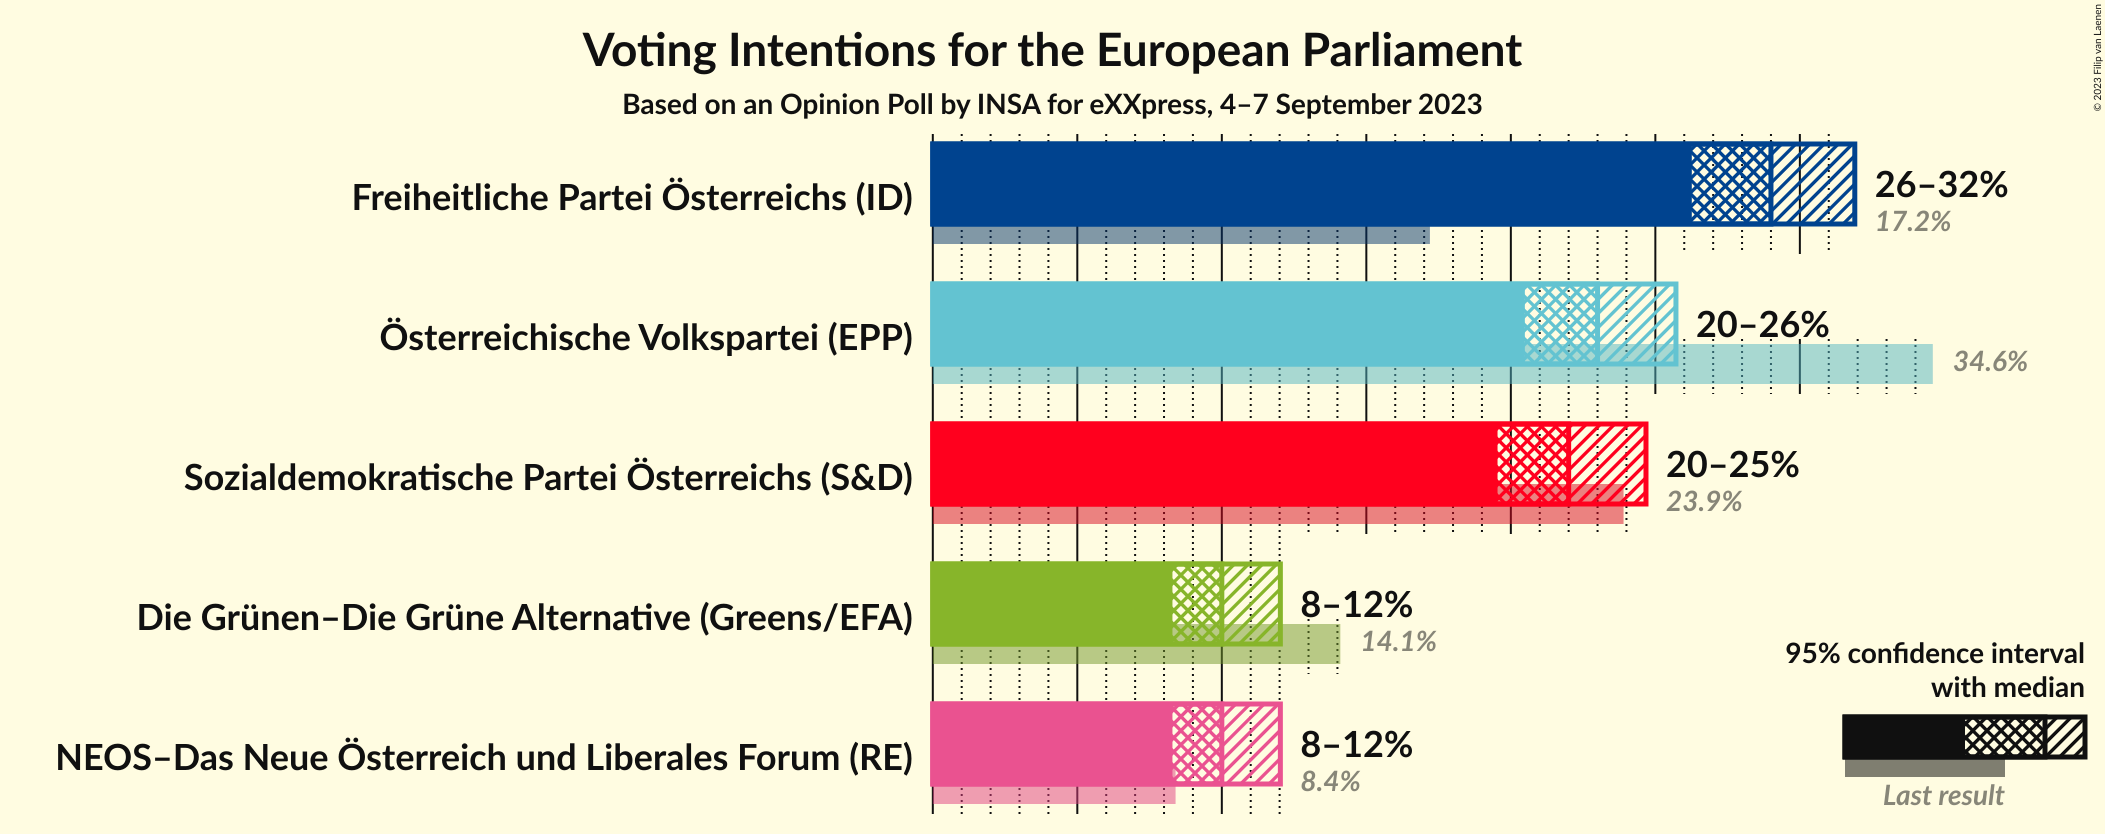 Voting Intentions for the European Parliament
Based on an Opinion Poll by INSA for eXXpress, 4–7 September 2023
© 2023 Filip van Laenen
Freiheitliche Partei Österreichs (ID)
26–32%
17.2%
Österreichische Volkspartei (EPP)
20–26%
34.6%
Sozialdemokratische Partei Österreichs (S&D)
20–25%
23.9%
Die Grünen–Die Grüne Alternative (Greens/EFA)
8–12%
14.1%
NEOS–Das Neue Österreich und Liberales Forum (RE)
8–12%
8.4%
95% confidence interval
with median
Last result